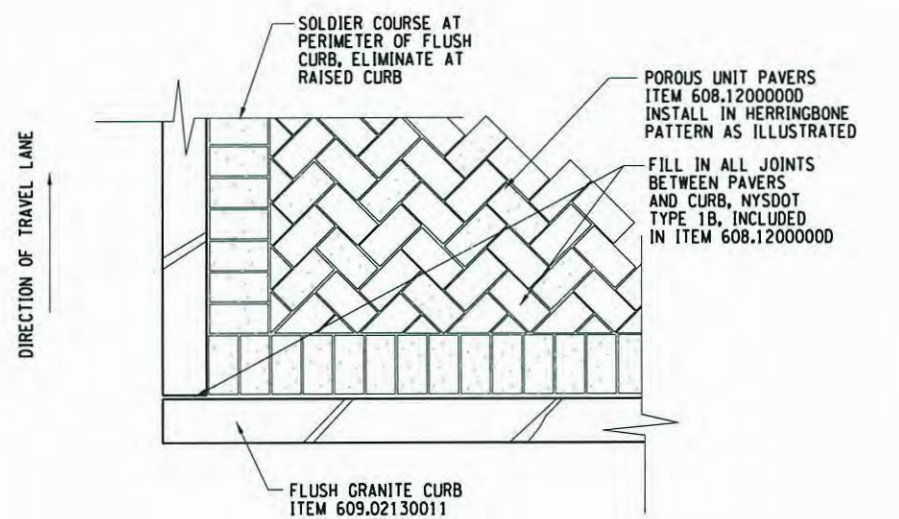 SOLDIER COURSE AT
PERIMETER OF FLUSH
CURB, ELIMINATE AT
RAISED CURB
POROUS UNIT PAVERS
ITEM 608.1200000D
INSTALL IN HERRINGBONE
PATTERN AS ILLUSTRATED
FILL IN ALL JOINTS
BETWEEN PAVERS
AND CURB, NYSDOT
TYPE 1B, INCLUDED
IN ITEM 608.1200000D
DIRECTION OF TRAVEL LANE
FLUSH GRANITE CURB
ITEM 609.02130011